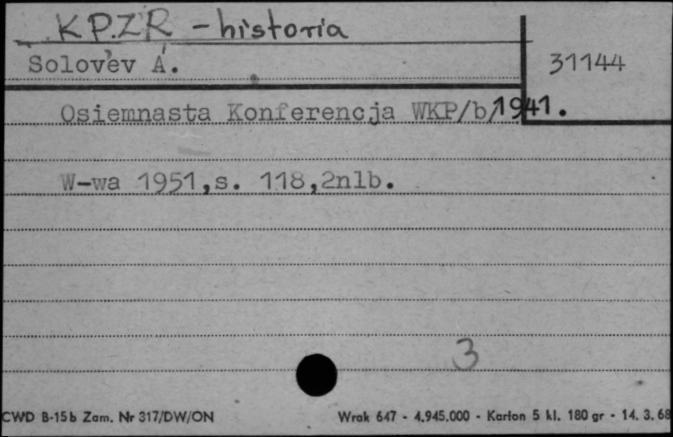 K P.Z R - historia
Solov'ev A.
31144
Osiemnasta Konferencja WKP/b/1941.
W-wa 1951,s. 118,2nlb.
3
CWD B-15b Zam. Nr 317/DW/ON
Wrak 647 - 4.945.000 - Karton 5 kl. 180 gr - 14. 3. 68